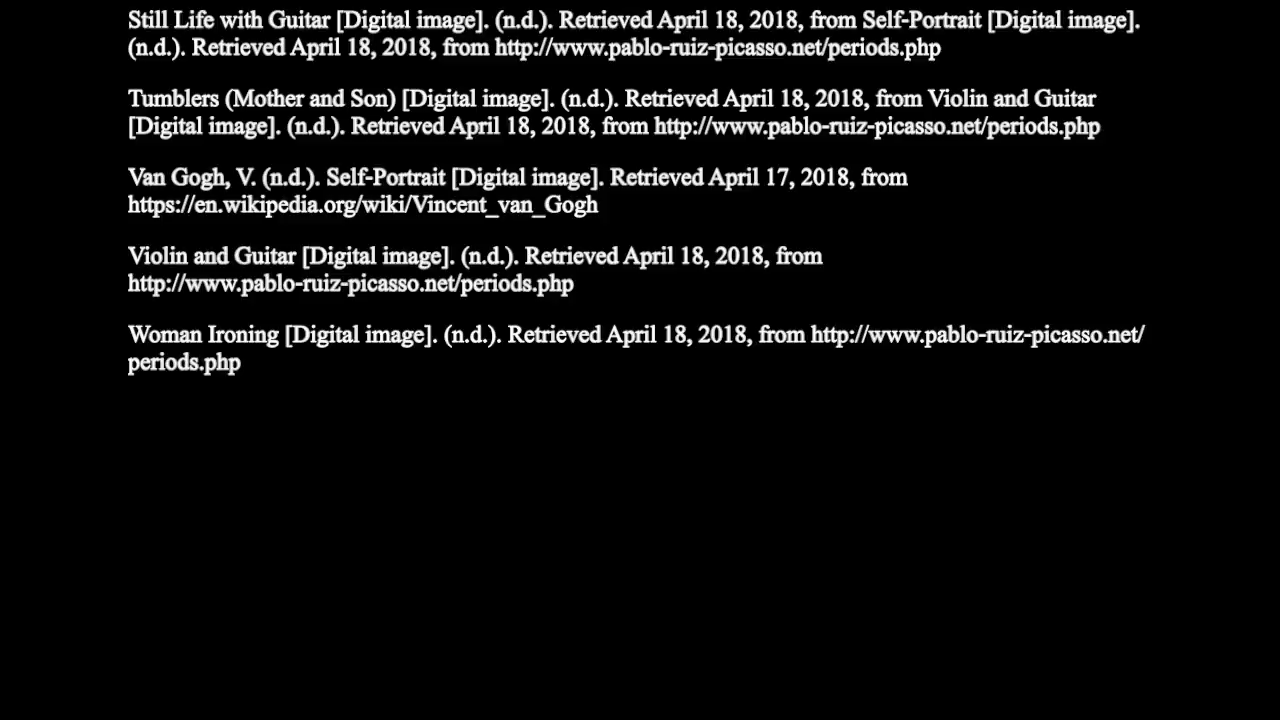 Still Life with Guitar [Digital image]. (n.d.). Retrieved April 18, 2018, from Self-Portrait [Digital image].
(n.d.). Retrieved April 18, 2018, from http://www.pablo-ruiz-picasso.net/periods.php
Tumblers (Mother and Son) [Digital image]. (n.d.). Retrieved April 18, 2018, from Violin and Guitar
[Digital image]. (n.d.). Retrieved April 18, 2018, from http://www.pablo-ruiz-picasso.net/periods.php
Van Gogh, V. (n.d.). Self-Portrait [Digital image]. Retrieved April 17, 2018, from
https://en.wikipedia.org/wiki/Vincent_van_Gogh
Violin and Guitar [Digital image]. (n.d.). Retrieved April 18, 2018, from
http://www.pablo-ruiz-picasso.net/periods.php
Woman Ironing [Digital image]. (n.d.). Retrieved April 18, 2018, from http://www.pablo-ruiz-picasso.net/
periods.php